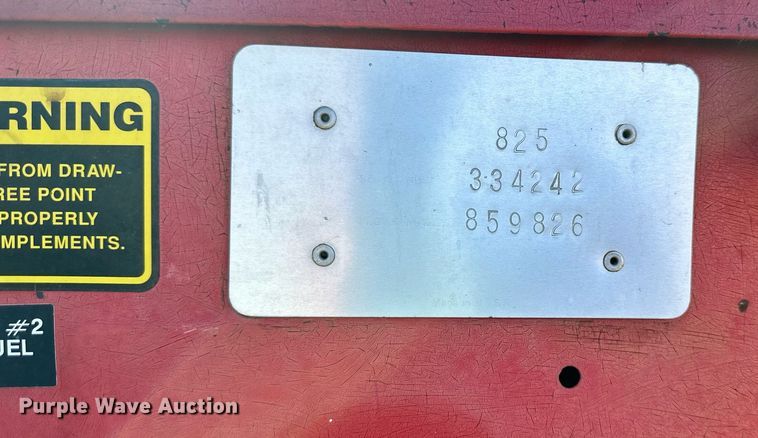 RNING
FROM DRAW-
REE POINT
PROPERLY
MPLEMENTS.
#2
UEL
825
334242
859826
Purple Wave Auction